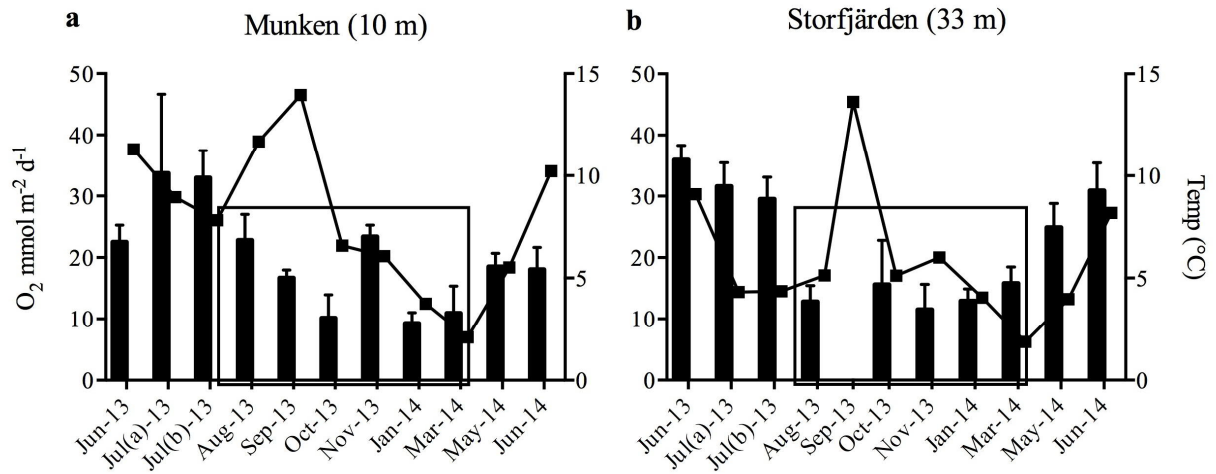 a
Munken (10 m)
50
40
30
20
10
0
O₂ mmol m⁻² d⁻¹
15
10
5
0
Jun-13
Jul(a)-13
Jul(b)-13
Aug-13
Sep-13
Oct-13
Nov-13
Jan-14
Mar-14
May-14
Jun-14
b
Storfjärden (33 m)
50
40
30
20
10
0
15
10
5
0
Temp (°C)
Jun-13
Jul(a)-13
Jul(b)-13
Aug-13
Sep-13
Oct-13
Nov-13
Jan-14
Mar-14
May-14
Jun-14